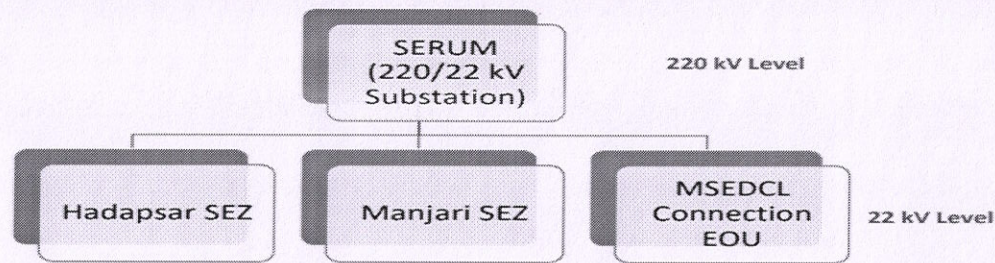 SERUM
(220/22 kV
Substation)
220 kV Level
Hadapsar SEZ
Manjari SEZ
MSEDCL
Connection
EOU
22 kV Level